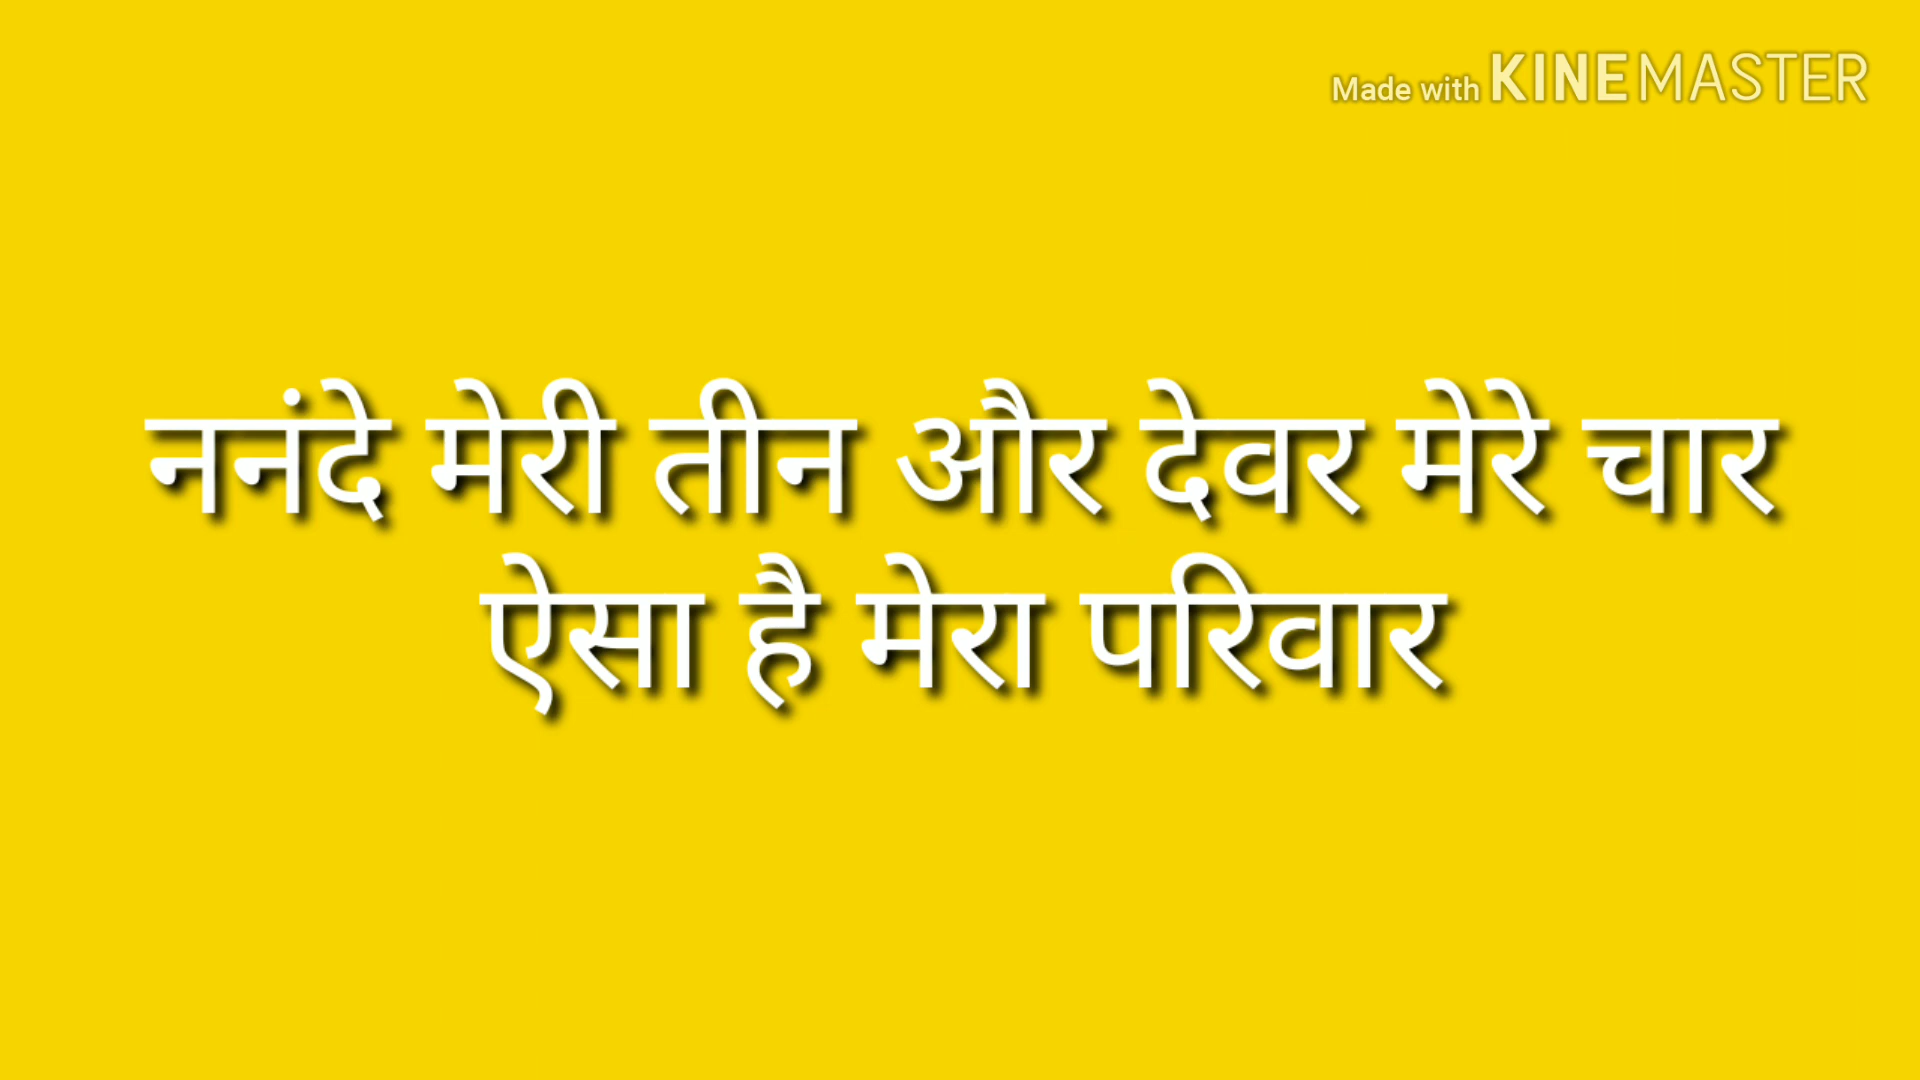 Made with KINEMASTER
ननंदे मेरी तीन और देवर मेरे चार
ऐसा है मेरा परिवार